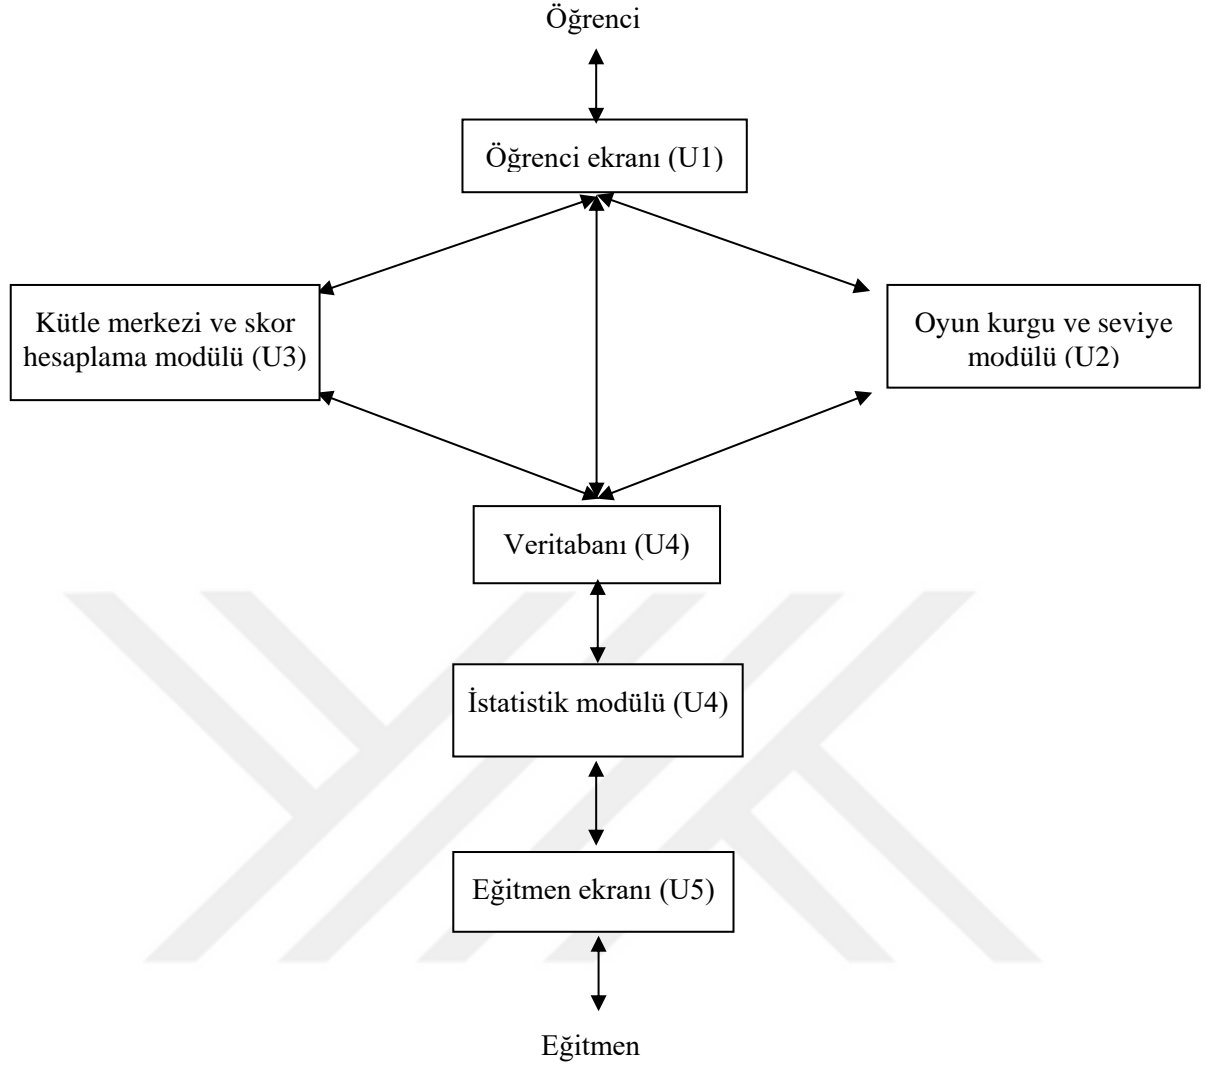 Öğrenci
Öğrenci ekranı (U1)
Kütle merkezi ve skor
hesaplama modülü (U3)
Oyun kurgu ve seviye
modülü (U2)
Veritabanı (U4)
İstatistik modülü (U4)
Eğitmen ekranı (U5)
Eğitmen